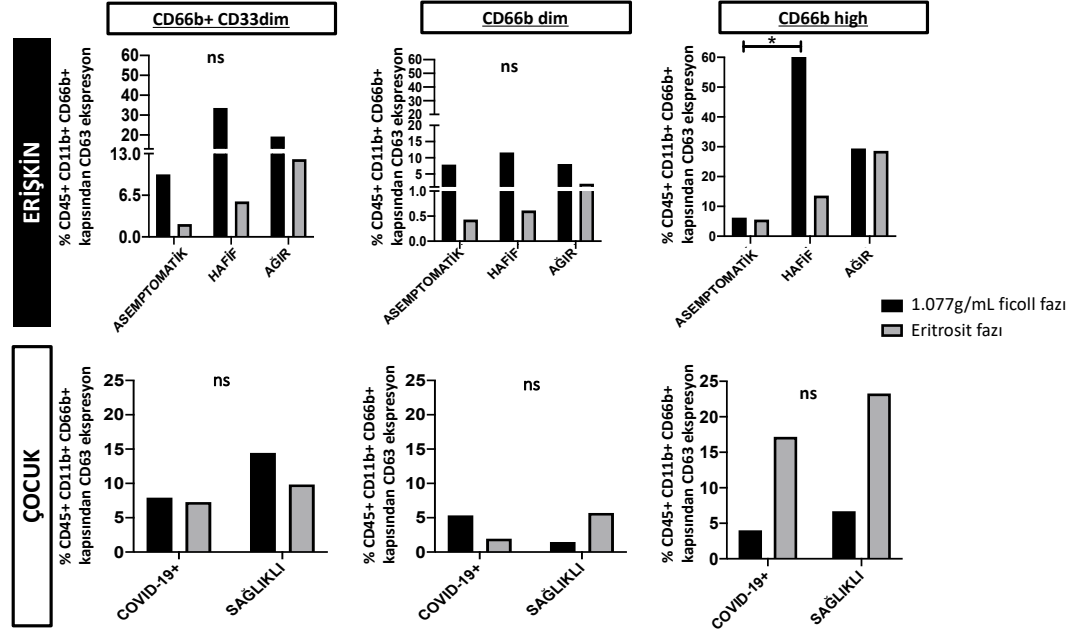 CD66b+ CD33dim
CD66b dim
CD66b high
ERİŞKİN
% CD45+ CD11b+ CD66b+
kapısından CD63 ekspresyon
60
50
40
30
20
13.0
6.5
0.0
ns
ASEMPTOMATİK
HAFİF
AĞIR
% CD45+ CD11b+ CD66b+
kapısından CD63 ekspresyon
60
50
40
30
20
15
10
5
1.0
0.5
0.0
ns
ASEMPTOMATİK
HAFİF
AĞIR
% CD45+ CD11b+ CD66b+
kapısından CD63 ekspresyon
60
50
40
30
20
10
0
*
ASEMPTOMATİK
HAFİF
AĞIR
1.077g/mL ficoll fazı
Eritrosit fazı
ÇOCUK
% CD45+ CD11b+ CD66b+
kapısından CD63 ekspresyon
25
20
15
10
5
0
ns
COVID-19+
SAĞLIKLI
% CD45+ CD11b+ CD66b+
kapısından CD63 ekspresyon
25
20
15
10
5
0
ns
COVID-19+
SAĞLIKLI
% CD45+ CD11b+ CD66b+
kapısından CD63 ekspresyon
25
20
15
10
5
0
ns
COVID-19+
SAĞLIKLI